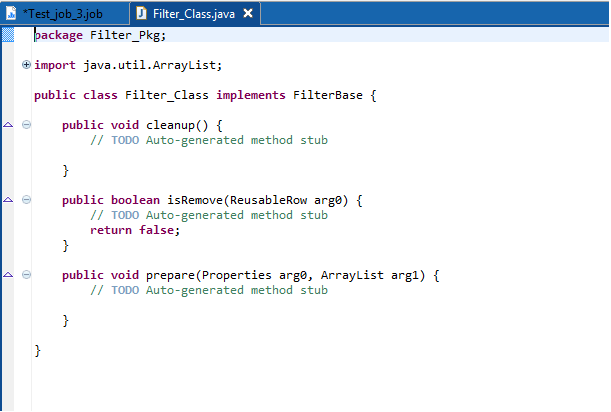 *Test_job_3.job Filter_Class.java
package Filter_Pkg;
import java.util.ArrayList;
public class Filter_Class implements FilterBase {
public void cleanup() {
// TODO Auto-generated method stub
}
public boolean isRemove(ReusableRow arg0) {
// TODO Auto-generated method stub
return false;
}
public void prepare(Properties arg0, ArrayList arg1) {
// TODO Auto-generated method stub
}
}